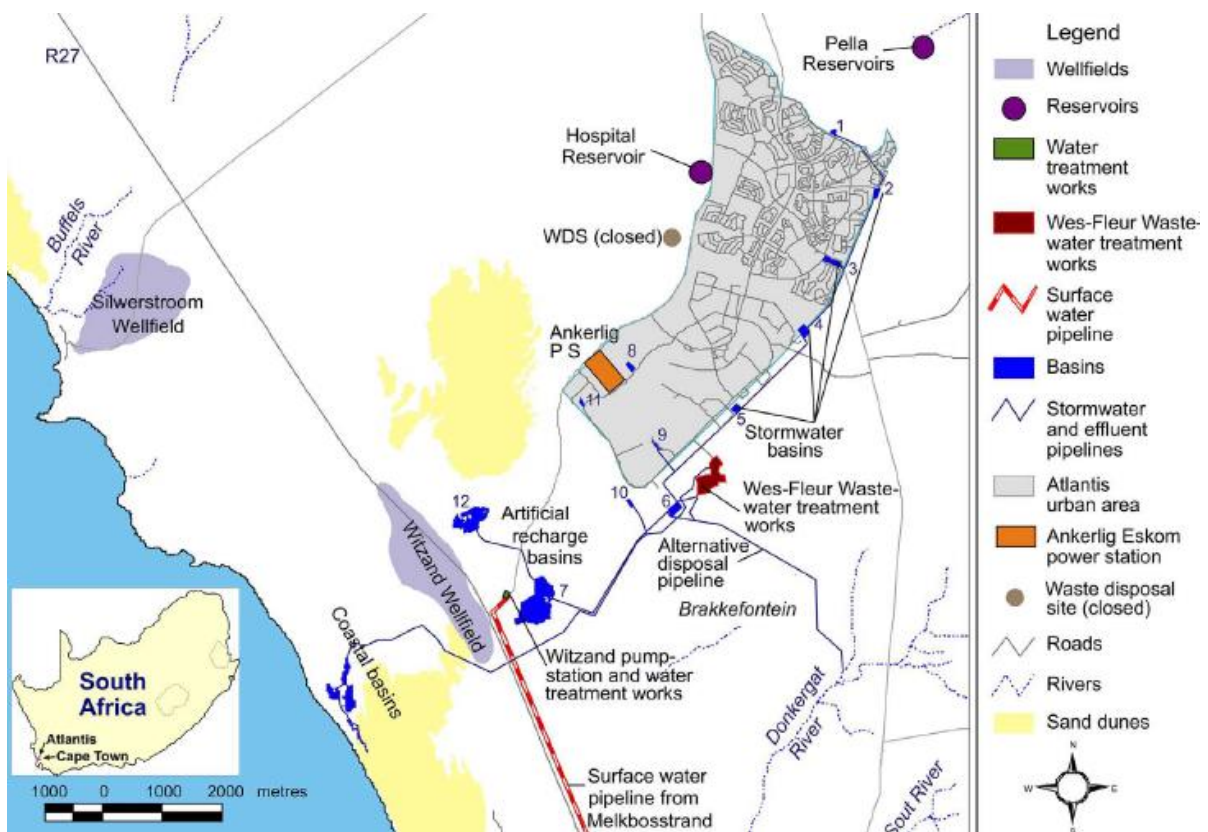 R27
Pella
Reservoirs
Hospital
Reservoir
WDS (closed)
Buffels
River
Silwerstroom
Wellfield
Ankerlig
P S
1
2
3
4
5
8
11
9
10
6
12
7
Stormwater
basins
Wes-Fleur Waste-
water treatment
works
Artificial
recharge
basins
Alternative
disposal
pipeline
Brakkefontein
Witzand Wellfield
Coastal basins
Witzand pump-
station and water
treatment works
Donkergat
River
Sout River
Surface water
pipeline from
Melkbosstrand
South
Africa
Atlantis
Cape Town
1000 0 1000 2000 metres
Legend
Wellfields
Reservoirs
Water
treatment
works
Wes-Fleur Waste-
water treatment
works
Surface
water
pipeline
Basins
Stormwater
and effluent
pipelines
Atlantis
urban area
Ankerlig Eskom
power station
Waste disposal
site (closed)
Roads
Rivers
Sand dunes
N
W
E